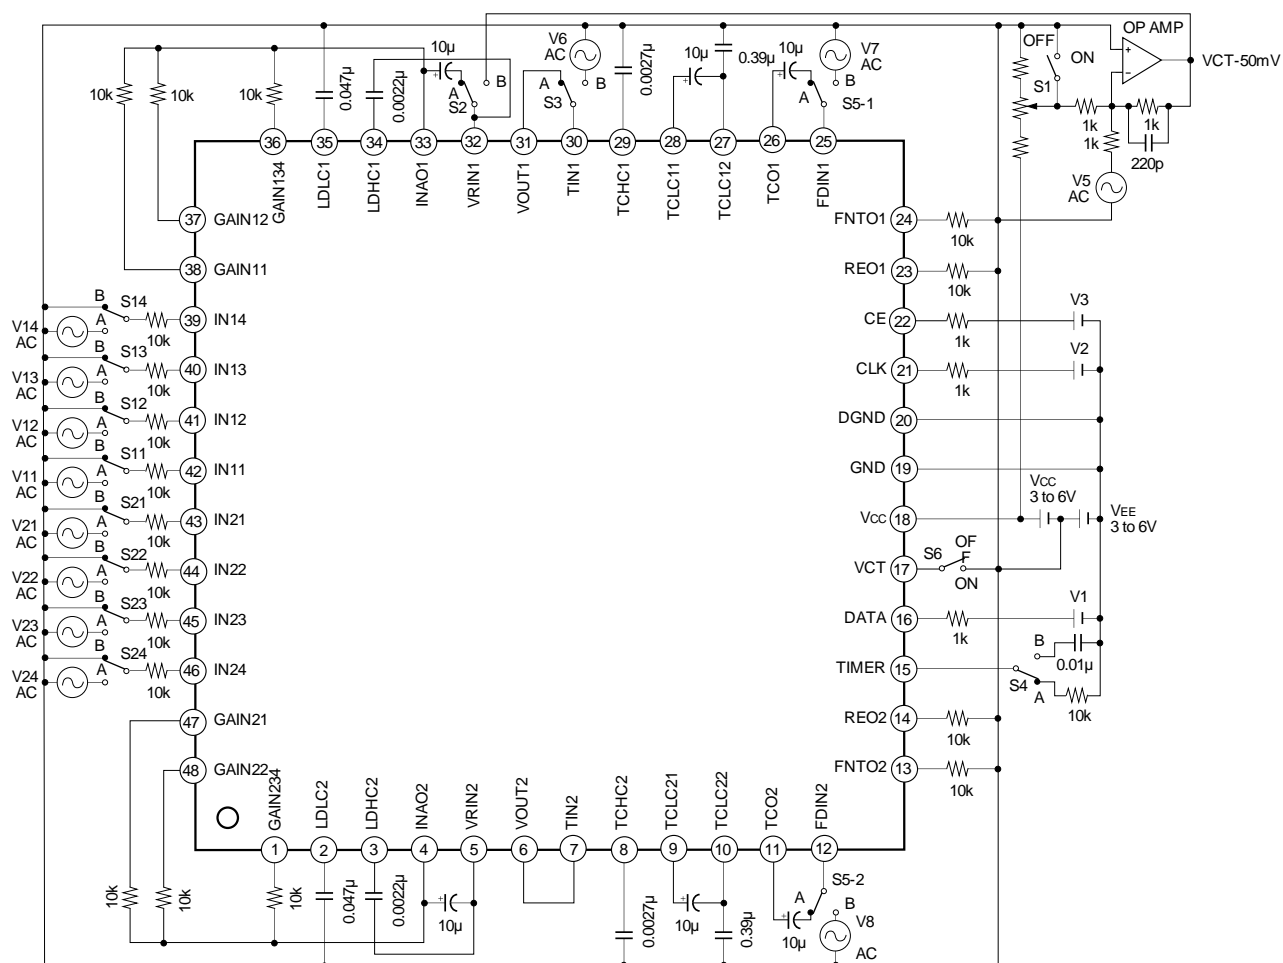 OP AMP
OFF
ON
S1
VCT-50mV
1k
1k
1k
220p
V5
AC
10k
10k
10k
0.047µ
0.0022µ
10µ
+
A
S2
B
V6
AC
A
B
S3
0.0027µ
10µ
+
0.39µ
10µ
+
A
V7
AC
B
S5-1
36
35
34
33
32
31
30
29
28
27
26
25
GAIN134
LDLC1
LDHC1
INAO1
VRIN1
VOUT1
TIN1
TCHC1
TCLC11
TCLC12
TCO1
FDIN1
37 GAIN12
38 GAIN11
V14
AC
B
A
S14
10k
39 IN14
V13
AC
B
A
S13
10k
40 IN13
V12
AC
B
A
S12
10k
41 IN12
V11
AC
B
A
S11
10k
42 IN11
V21
AC
B
A
S21
10k
43 IN21
V22
AC
B
A
S22
10k
44 IN22
V23
AC
B
A
S23
10k
45 IN23
V24
AC
B
A
S24
10k
46 IN24
47 GAIN21
48 GAIN22
FNTO1 24
10k
REO1 23
10k
CE 22
1k
V3
CLK 21
1k
V2
DGND 20
GND 19
VCC 18
VCC
3 to 6V
VEE
3 to 6V
VCT 17
S6
OF
F
ON
DATA 16
1k
V1
TIMER 15
B
0.01µ
S4
A
10k
REO2 14
10k
FNTO2 13
10k
GAIN234
LDLC2
LDHC2
INAO2
VRIN2
VOUT2
TIN2
TCHC2
TCLC21
TCLC22
TCO2
FDIN2
1
2
3
4
5
6
7
8
9
10
11
12
10k
10k
10k
0.047µ
0.0022µ
+
10µ
0.0027µ
+
10µ
0.39µ
+
10µ
A
S5-2
B
V8
AC